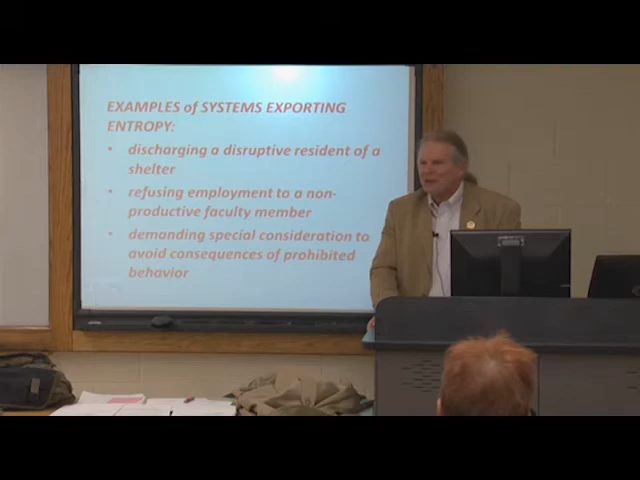 EXAMPLES of SYSTEMS EXPORTING
ENTROPY:
• discharging a disruptive resident of a
shelter
• refusing employment to a non-
productive faculty member
• demanding special consideration to
avoid consequences of prohibited
behavior